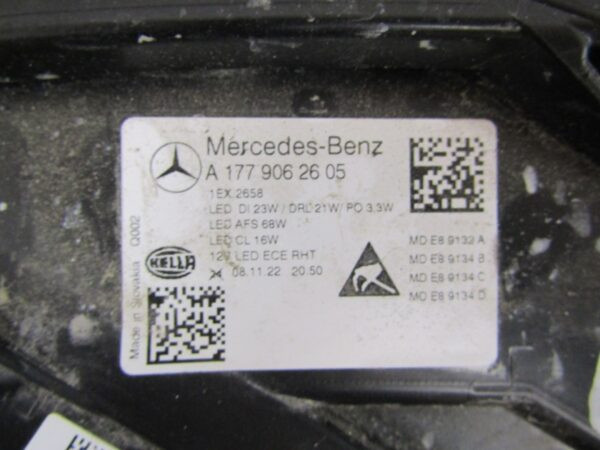 Mercedes-Benz
A 177 906 26 05
1EX 2658
LED DI 23W / DRL 21W / PO 3.3W
LED AFS 68W
LED CL 16W
12V LED ECE RHT
08.11.22 20:50
HELLA
MD E8 9133 A
MD E8 9134 B
MD E8 9134 C
MD E8 9134 D
Made in Slovakia Q002